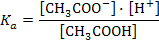 Kₐ = [CH₃COO⁻] · [H⁺] / [CH₃COOH]